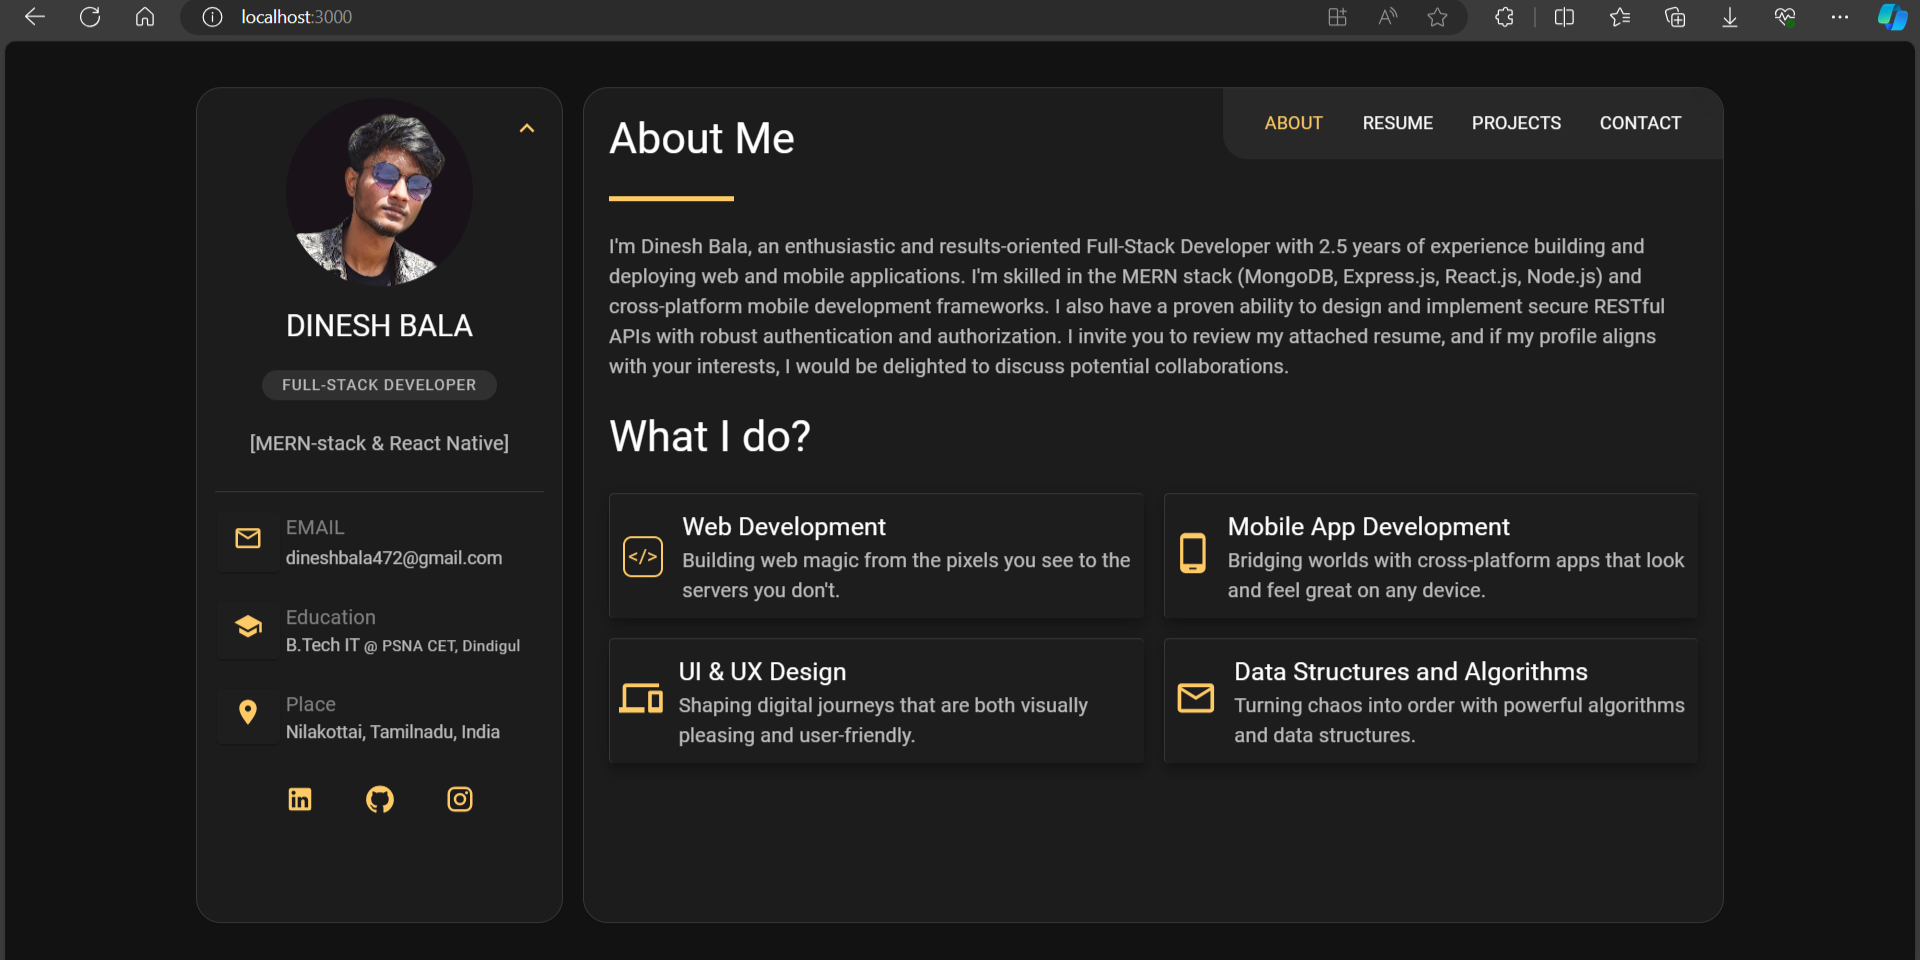 localhost:3000
DINESH BALA
FULL-STACK DEVELOPER
[MERN-stack & React Native]
EMAIL
dineshbala472@gmail.com
Education
B.Tech IT @ PSNA CET, Dindigul
Place
Nilakottai, Tamilnadu, India
ABOUT RESUME PROJECTS CONTACT
About Me
I'm Dinesh Bala, an enthusiastic and results-oriented Full-Stack Developer with 2.5 years of experience building and
deploying web and mobile applications. I'm skilled in the MERN stack (MongoDB, Express.js, React.js, Node.js) and
cross-platform mobile development frameworks. I also have a proven ability to design and implement secure RESTful
APIs with robust authentication and authorization. I invite you to review my attached resume, and if my profile aligns
with your interests, I would be delighted to discuss potential collaborations.
What I do?
</>
Web Development
Building web magic from the pixels you see to the
servers you don't.
Mobile App Development
Bridging worlds with cross-platform apps that look
and feel great on any device.
UI & UX Design
Shaping digital journeys that are both visually
pleasing and user-friendly.
Data Structures and Algorithms
Turning chaos into order with powerful algorithms
and data structures.